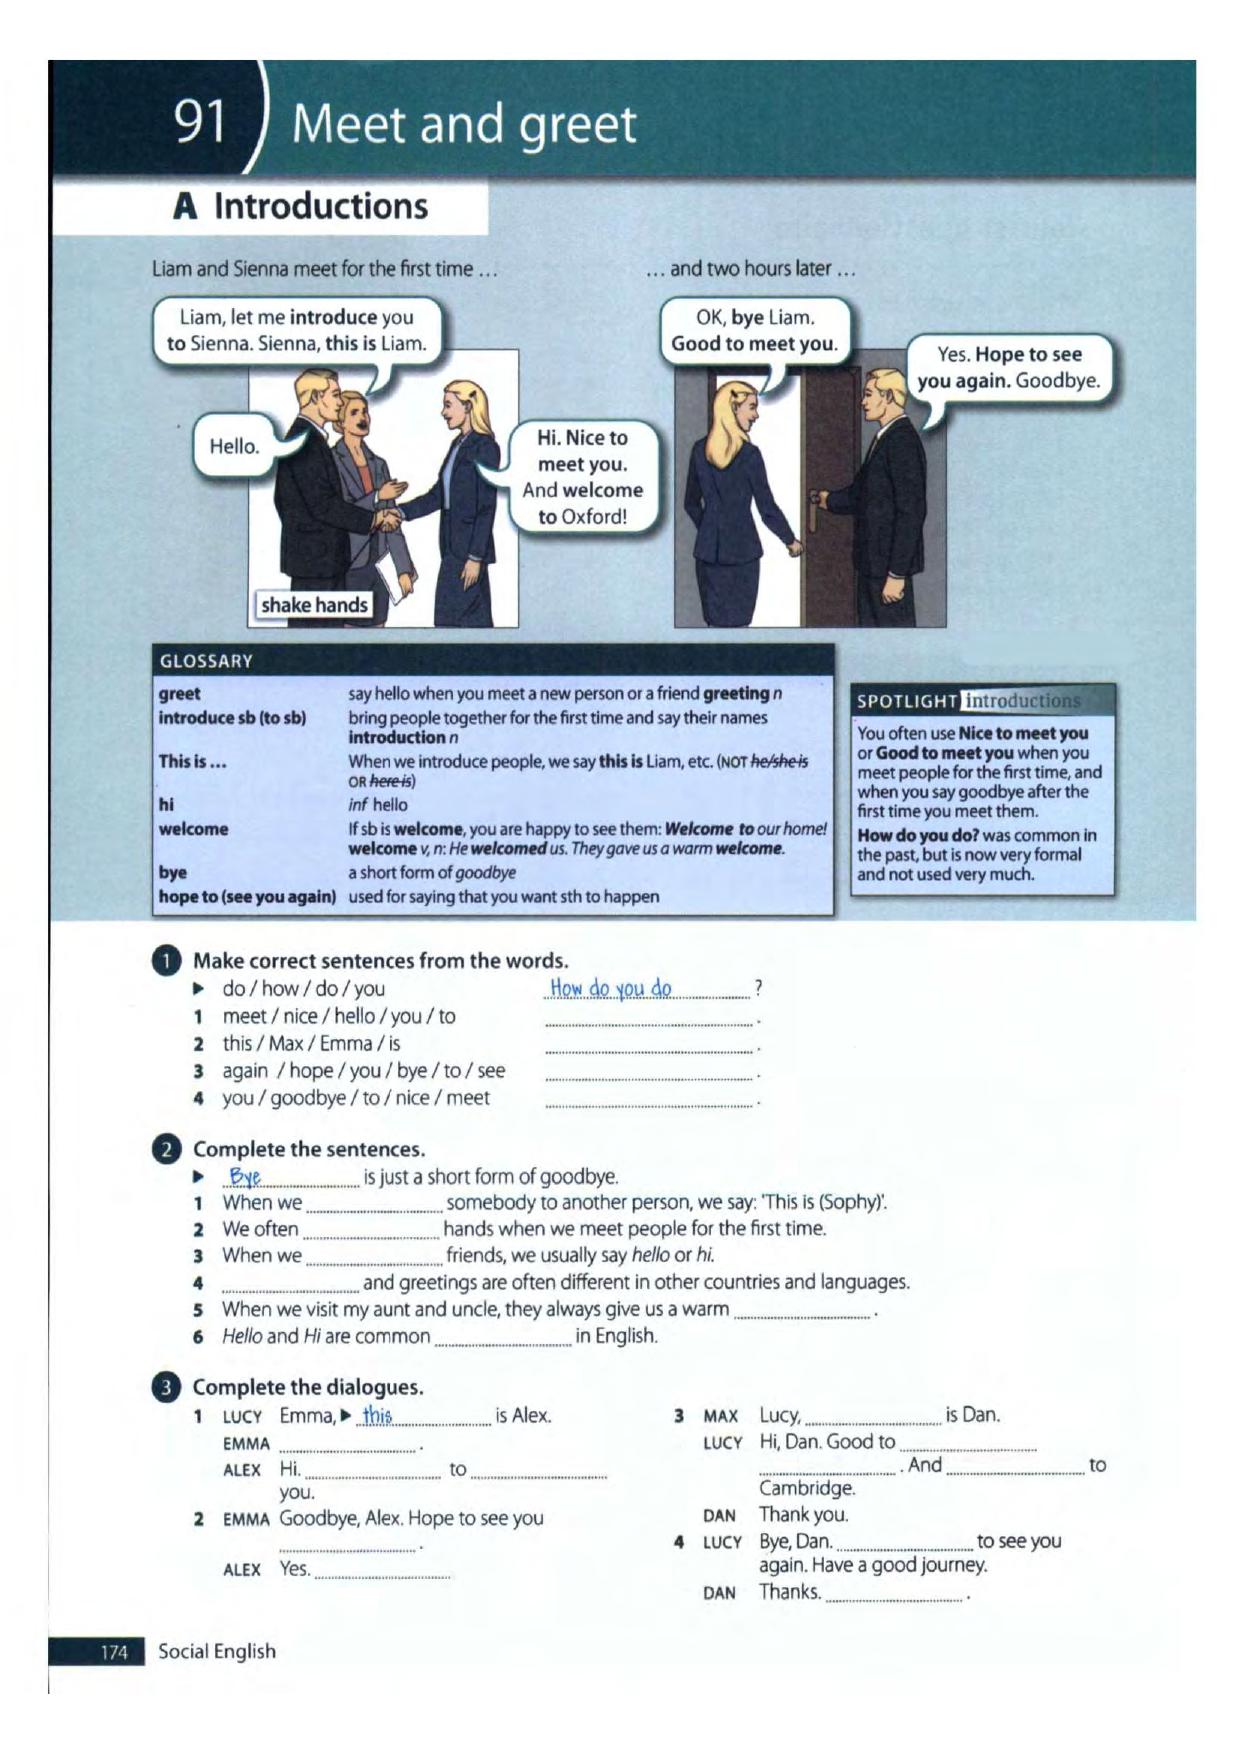 91 Meet and greet
A Introductions
Liam and Sienna meet for the first time ...
... and two hours later ...
Liam, let me introduce you
to Sienna. Sienna, this is Liam.
Hello.
Hi. Nice to
meet you.
And welcome
to Oxford!
shake hands
OK, bye Liam.
Good to meet you.
Yes. Hope to see
you again. Goodbye.
GLOSSARY
greet say hello when you meet a new person or a friend greeting n
introduce sb (to sb) bring people together for the first time and say their names
introduction n
This is ... When we introduce people, we say this is Liam, etc. (NOT he/she is
OR here is)
hi inf hello
welcome If sb is welcome, you are happy to see them: Welcome to our home!
welcome v, n: He welcomed us. They gave us a warm welcome.
bye a short form of goodbye
hope to (see you again) used for saying that you want sth to happen
SPOTLIGHT introductions
You often use Nice to meet you
or Good to meet you when you
meet people for the first time, and
when you say goodbye after the
first time you meet them.
How do you do? was common in
the past, but is now very formal
and not used very much.
1 Make correct sentences from the words.
► do / how / do / you How do you do ?
1 meet / nice / hello / you / to .
2 this / Max / Emma / is .
3 again / hope / you / bye / to / see .
4 you / goodbye / to / nice / meet .
2 Complete the sentences.
► Bye is just a short form of goodbye.
1 When we somebody to another person, we say: 'This is (Sophy)'.
2 We often hands when we meet people for the first time.
3 When we friends, we usually say hello or hi.
4 and greetings are often different in other countries and languages.
5 When we visit my aunt and uncle, they always give us a warm .
6 Hello and Hi are common in English.
3 Complete the dialogues.
1 LUCY Emma, ► this is Alex.
EMMA .
ALEX Hi. to
you.
2 EMMA Goodbye, Alex. Hope to see you
.
ALEX Yes.
3 MAX Lucy, is Dan.
LUCY Hi, Dan. Good to
. And to
Cambridge.
DAN Thank you.
4 LUCY Bye, Dan. to see you
again. Have a good journey.
DAN Thanks. .
174 Social English